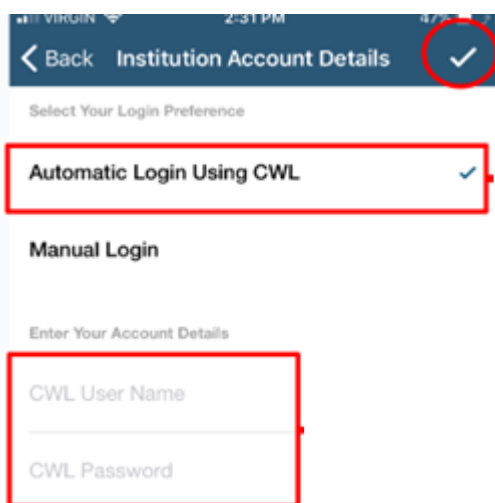 VIRGIN 2:31 PM 47%
Back Institution Account Details
Select Your Login Preference
Automatic Login Using CWL
Manual Login
Enter Your Account Details
CWL User Name
CWL Password